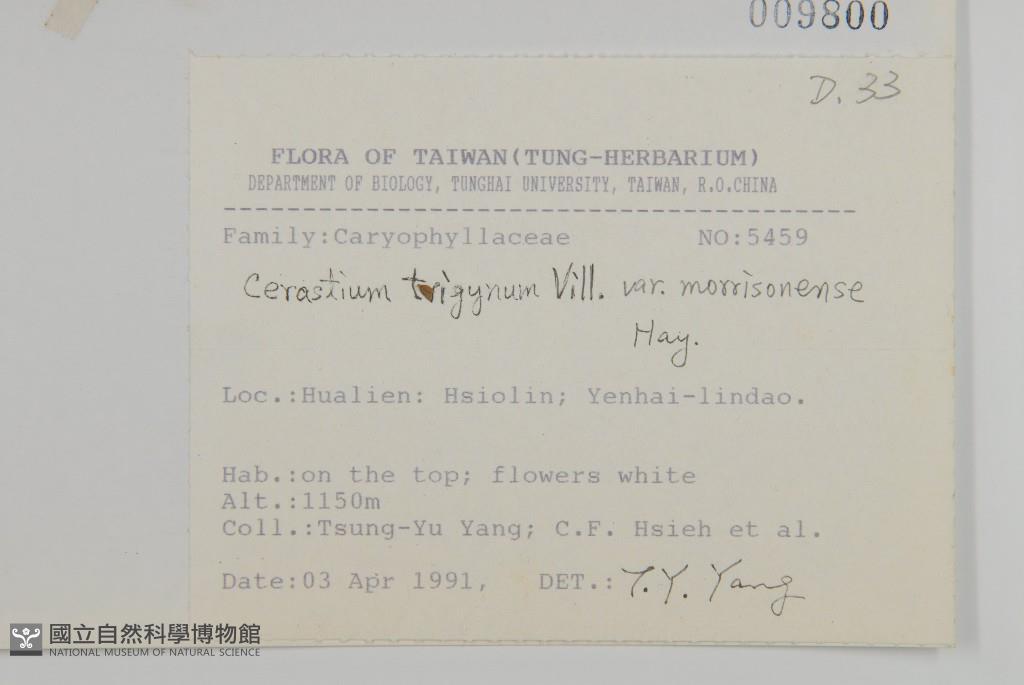 009800
D. 33
FLORA OF TAIWAN(TUNG-HERBARIUM)
DEPARTMENT OF BIOLOGY, TUNGHAI UNIVERSITY, TAIWAN, R.O.CHINA
Family:Caryophyllaceae NO:5459
Cerastium trigynum Vill. var. morrisonense
Hay.
Loc.:Hualien: Hsiolin; Yenhai-lindao.
Hab.:on the top; flowers white
Alt.:1150m
Coll.:Tsung-Yu Yang; C.F. Hsieh et al.
Date:03 Apr 1991, DET.: T.Y. Yang
國立自然科學博物館
NATIONAL MUSEUM OF NATURAL SCIENCE